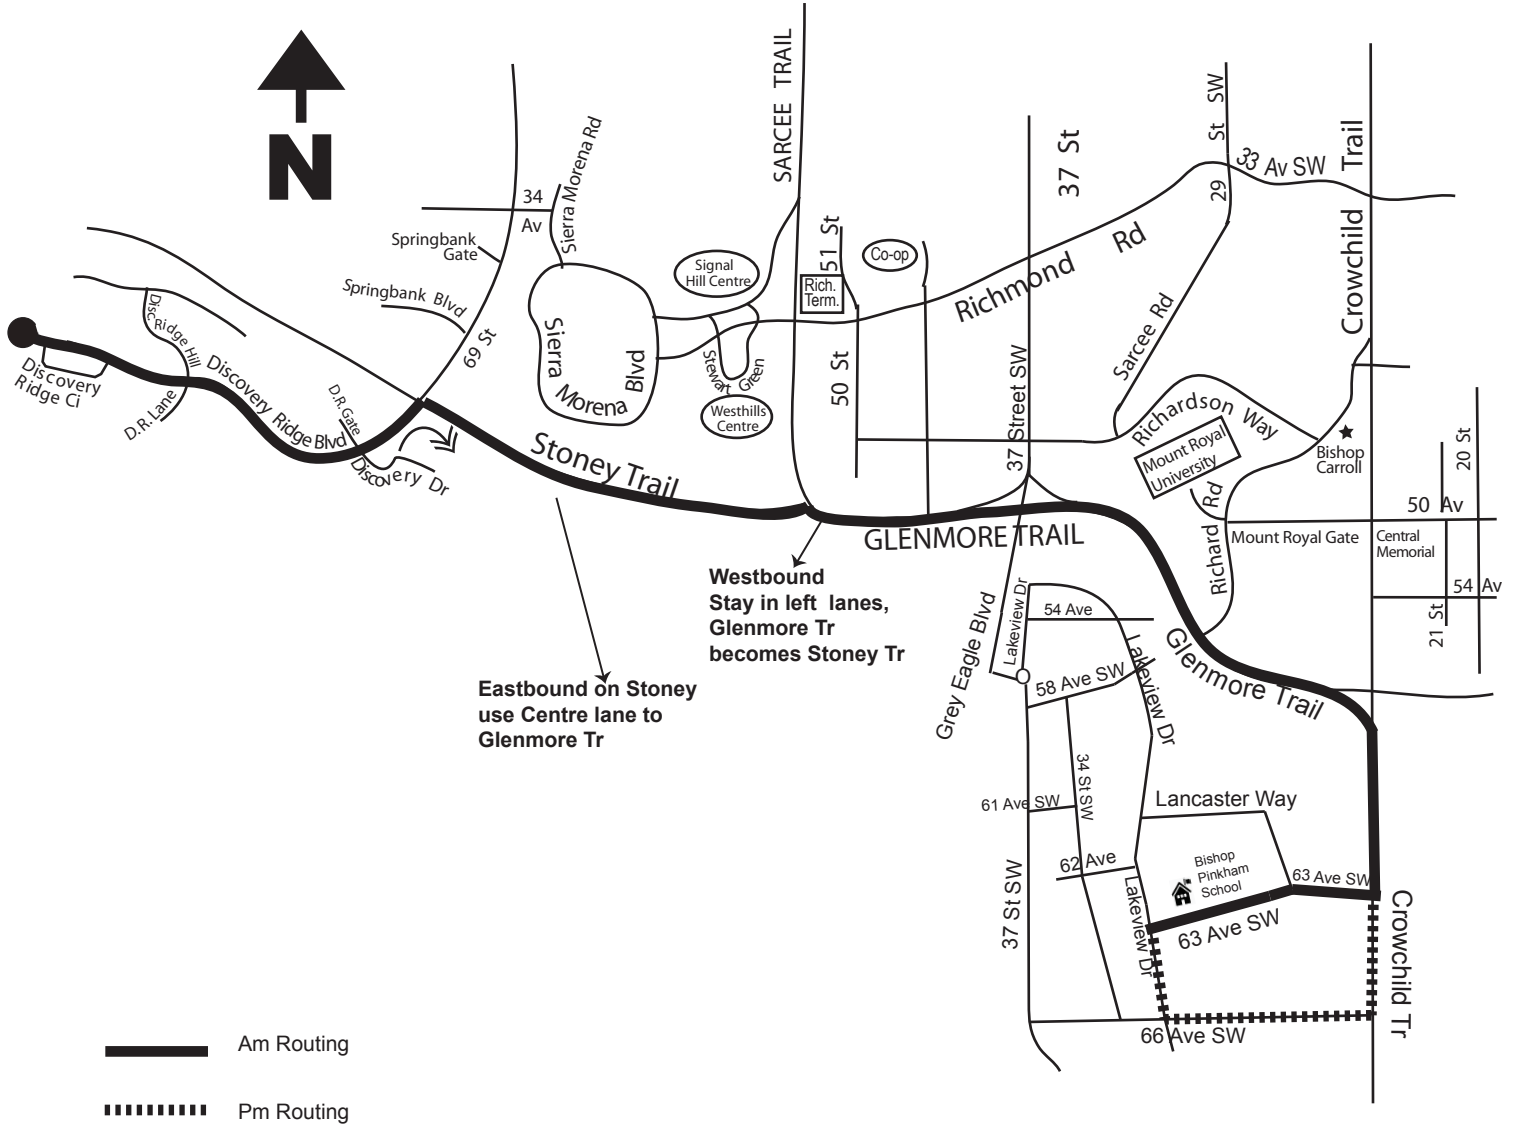 N
SARCEE TRAIL
37 St
29 St SW
33 Av SW
Crowchild Trail
34
Av
Sierra Morena Rd
Springbank
Gate
Springbank Blvd
69 St
Signal
Hill Centre
51 St
Co-op
Rich.
Term.
Richmond Rd
Sierra
Morena
Blvd
Stewart Green
Westhills
Centre
50 St
37 Street SW
Sarcee Rd
Richardson Way
Mount Royal
University
Bishop
Carroll
20 St
50 Av
Mount Royal Gate
Central
Memorial
54 Av
21 St
Richard Rd
Disc. Ridge Hill
Discovery
Ridge Ci
D.R. Lane
Discovery Ridge Blvd
D.R. Gate
Discovery Dr
Stoney Trail
GLENMORE TRAIL
Westbound
Stay in left lanes,
Glenmore Tr
becomes Stoney Tr
Eastbound on Stoney
use Centre lane to
Glenmore Tr
Grey Eagle Blvd
Lakeview Dr
54 Ave
Lakeview Dr
58 Ave SW
Glenmore Trail
34 St SW
61 Ave SW
Lancaster Way
62 Ave
Bishop
Pinkham
School
63 Ave SW
63 Ave SW
Lakeview Dr
37 St SW
Crowchild Tr
66 Ave SW
Am Routing
Pm Routing